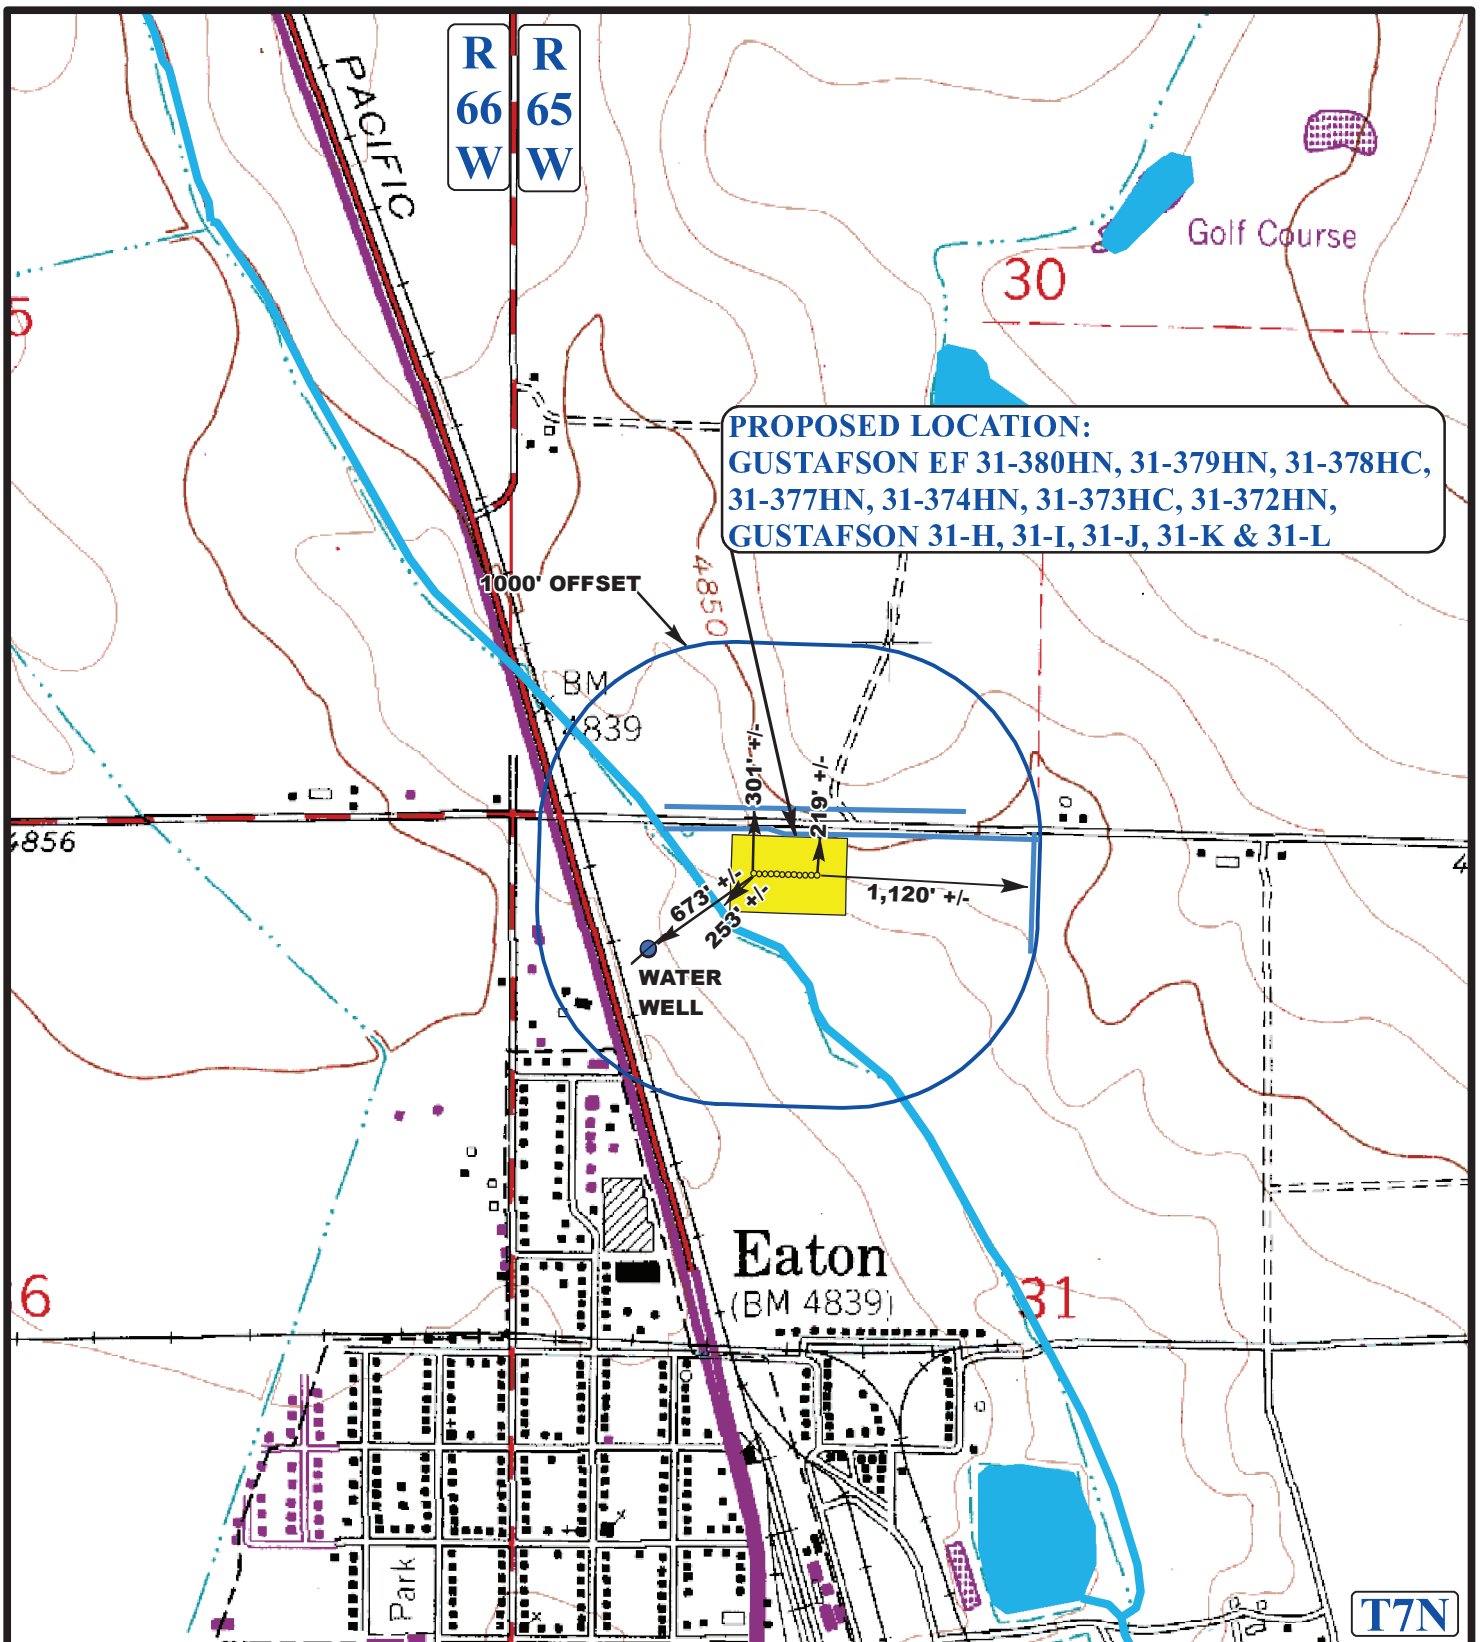 PACIFIC
R
66
W
R
65
W
Golf Course
30
5
PROPOSED LOCATION:
GUSTAFSON EF 31-380HN, 31-379HN, 31-378HC,
31-377HN, 31-374HN, 31-373HC, 31-372HN,
GUSTAFSON 31-H, 31-I, 31-J, 31-K & 31-L
1000' OFFSET
4850
BM
4839
301' +/-
219' +/-
4856
4
673' +/-
253' +/-
1,120' +/-
WATER
WELL
Eaton
(BM 4839)
6
31
Park
T7N